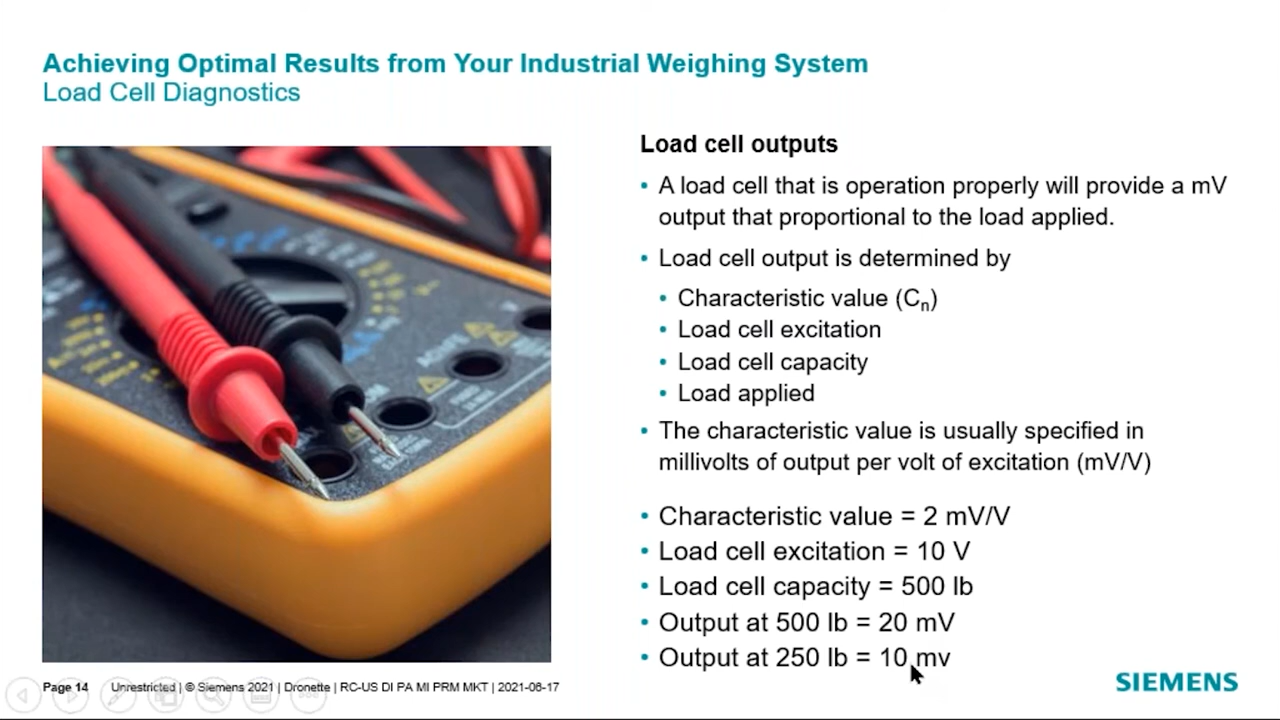 Achieving Optimal Results from Your Industrial Weighing System
Load Cell Diagnostics
Load cell outputs
• A load cell that is operation properly will provide a mV
output that proportional to the load applied.
• Load cell output is determined by
• Characteristic value (Cn)
• Load cell excitation
• Load cell capacity
• Load applied
• The characteristic value is usually specified in
millivolts of output per volt of excitation (mV/V)
• Characteristic value = 2 mV/V
• Load cell excitation = 10 V
• Load cell capacity = 500 lb
• Output at 500 lb = 20 mV
• Output at 250 lb = 10 mv
Page 14 Unrestricted | © Siemens 2021 | Dronette | RC-US DI PA MI PRM MKT | 2021-06-17
SIEMENS